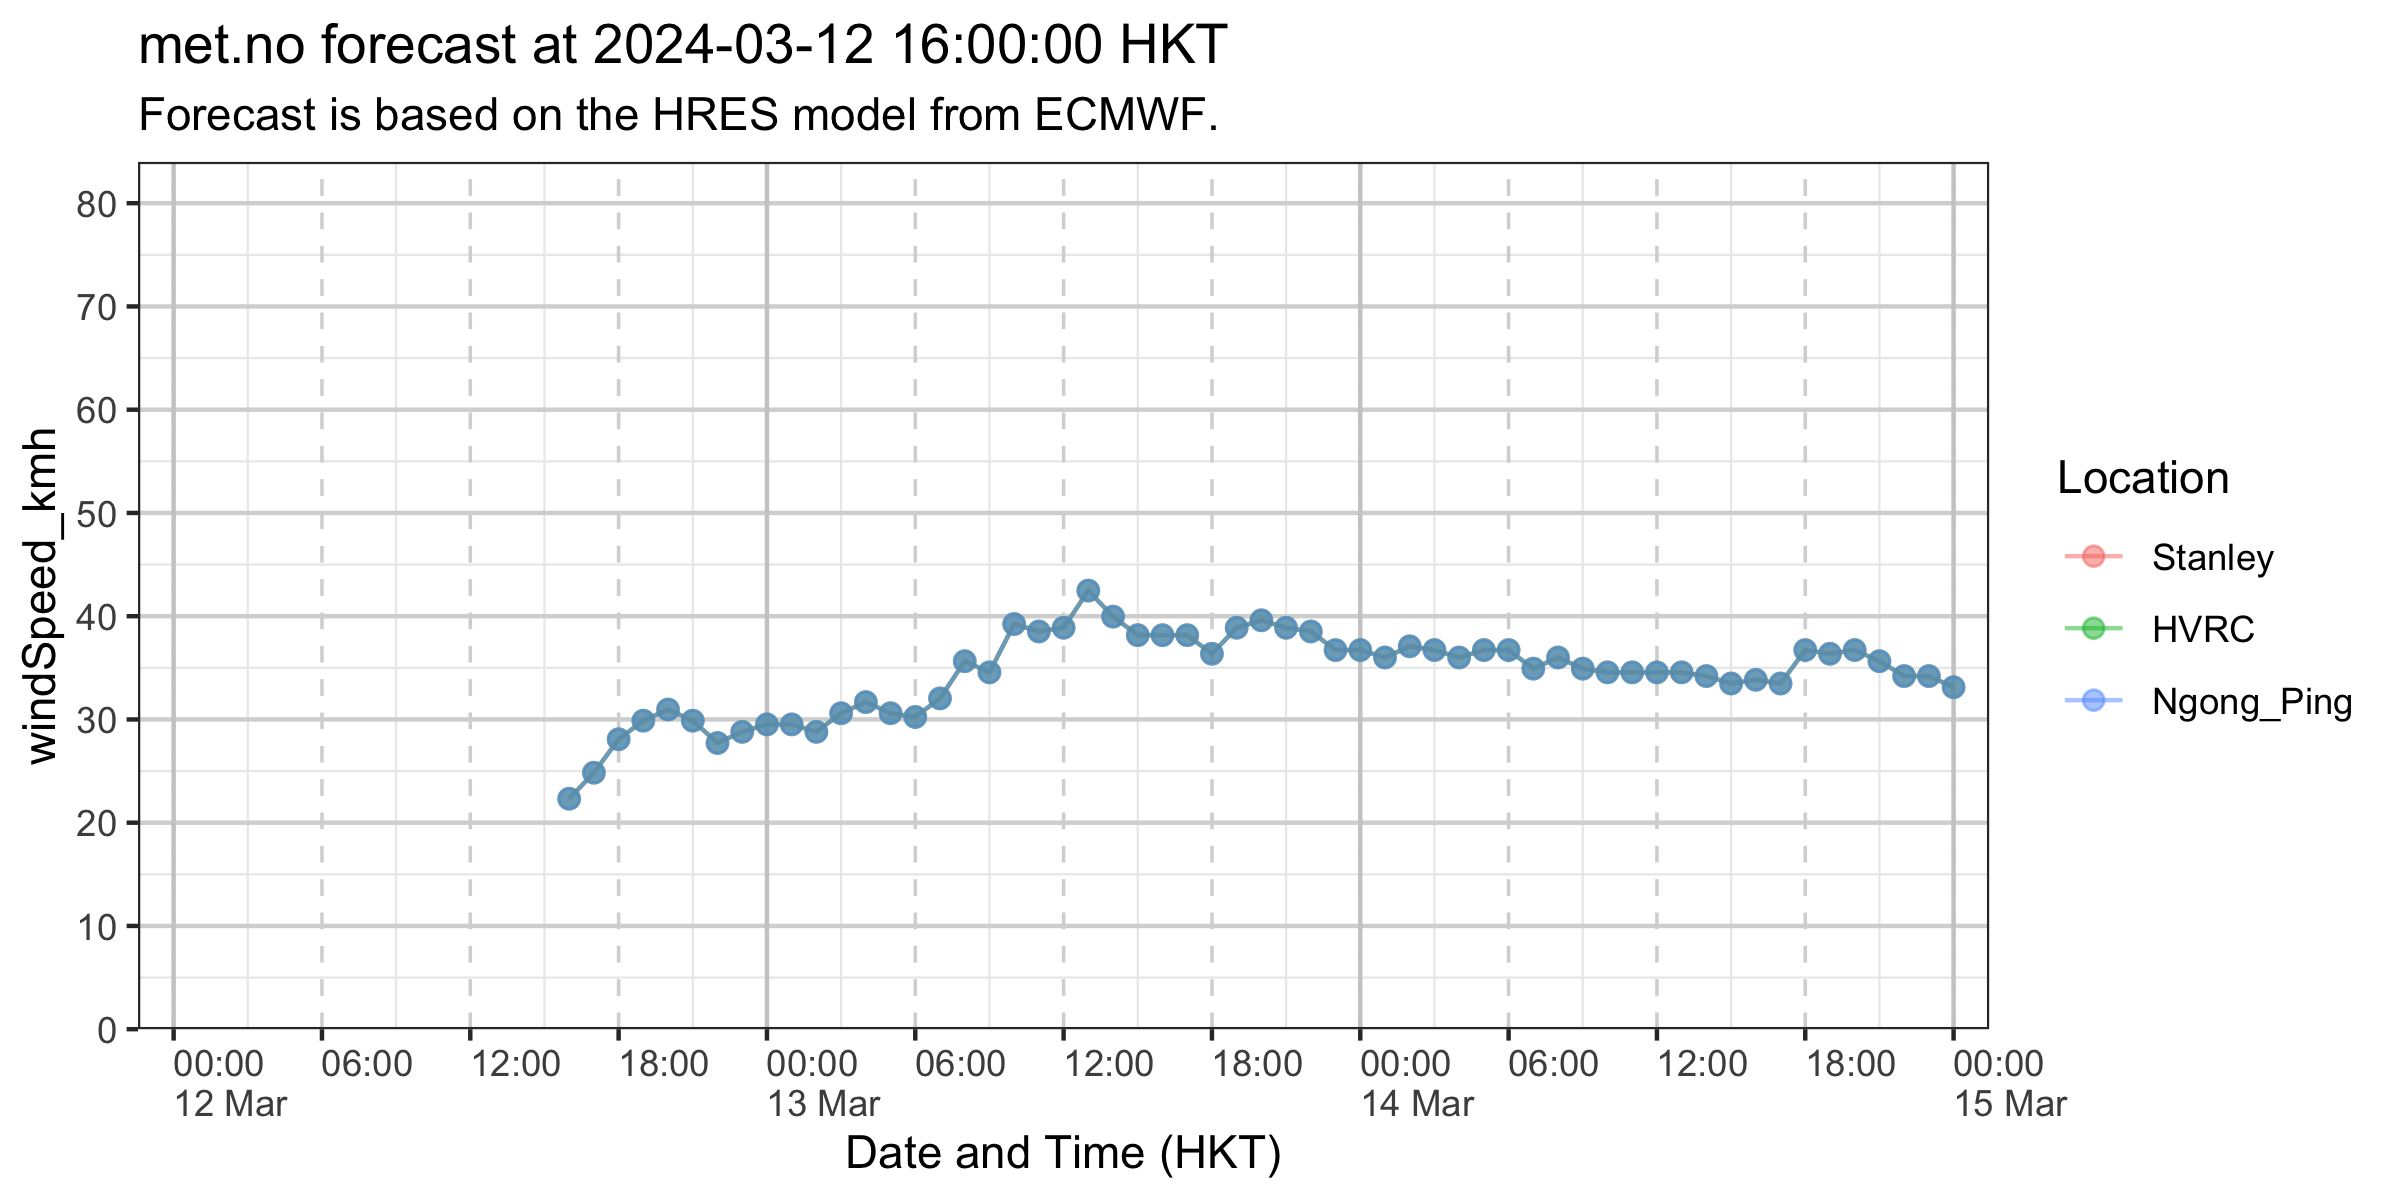 met.no forecast at 2024-03-12 16:00:00 HKT
Forecast is based on the HRES model from ECMWF.
windSpeed_kmh
80
70
60
50
40
30
20
10
0
00:00 06:00 12:00 18:00 00:00 06:00 12:00 18:00 00:00 06:00 12:00 18:00 00:00
12 Mar 13 Mar 14 Mar 15 Mar
Date and Time (HKT)
Location
Stanley
HVRC
Ngong_Ping